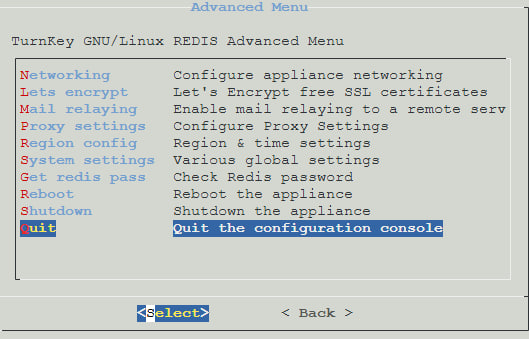 Advanced Menu
TurnKey GNU/Linux REDIS Advanced Menu
Networking Configure appliance networking
Lets encrypt Let's Encrypt free SSL certificates
Mail relaying Enable mail relaying to a remote serv
Proxy settings Configure Proxy Settings
Region config Region & time settings
System settings Various global settings
Get redis pass Check Redis password
Reboot Reboot the appliance
Shutdown Shutdown the appliance
Quit Quit the configuration console
<Select> < Back >